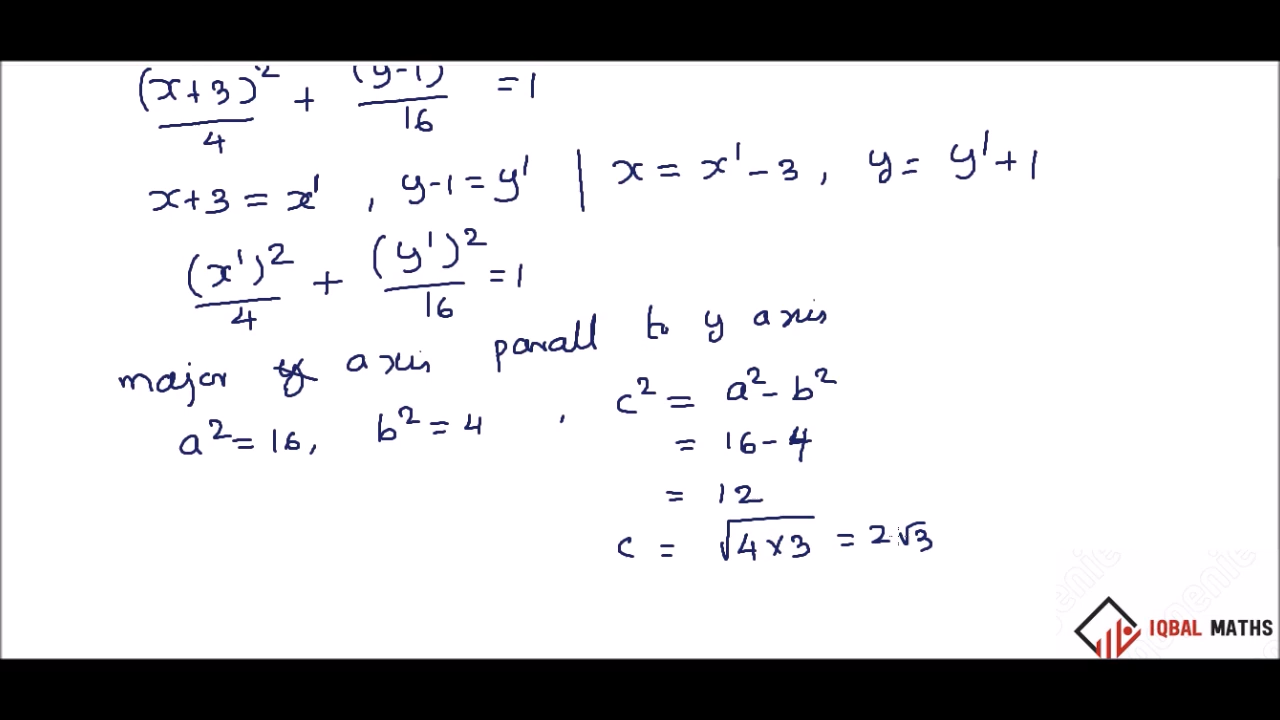 (x+3)²/4 + (y-1)/16 = 1
x+3 = x' , y-1 = y' | x = x' - 3 , y = y' + 1
(x')²/4 + (y')²/16 = 1
major axis parall to y axis
a² = 16, b² = 4 , c² = a² - b²
= 16 - 4
= 12
c = √4×3 = 2√3
IQBAL MATHS